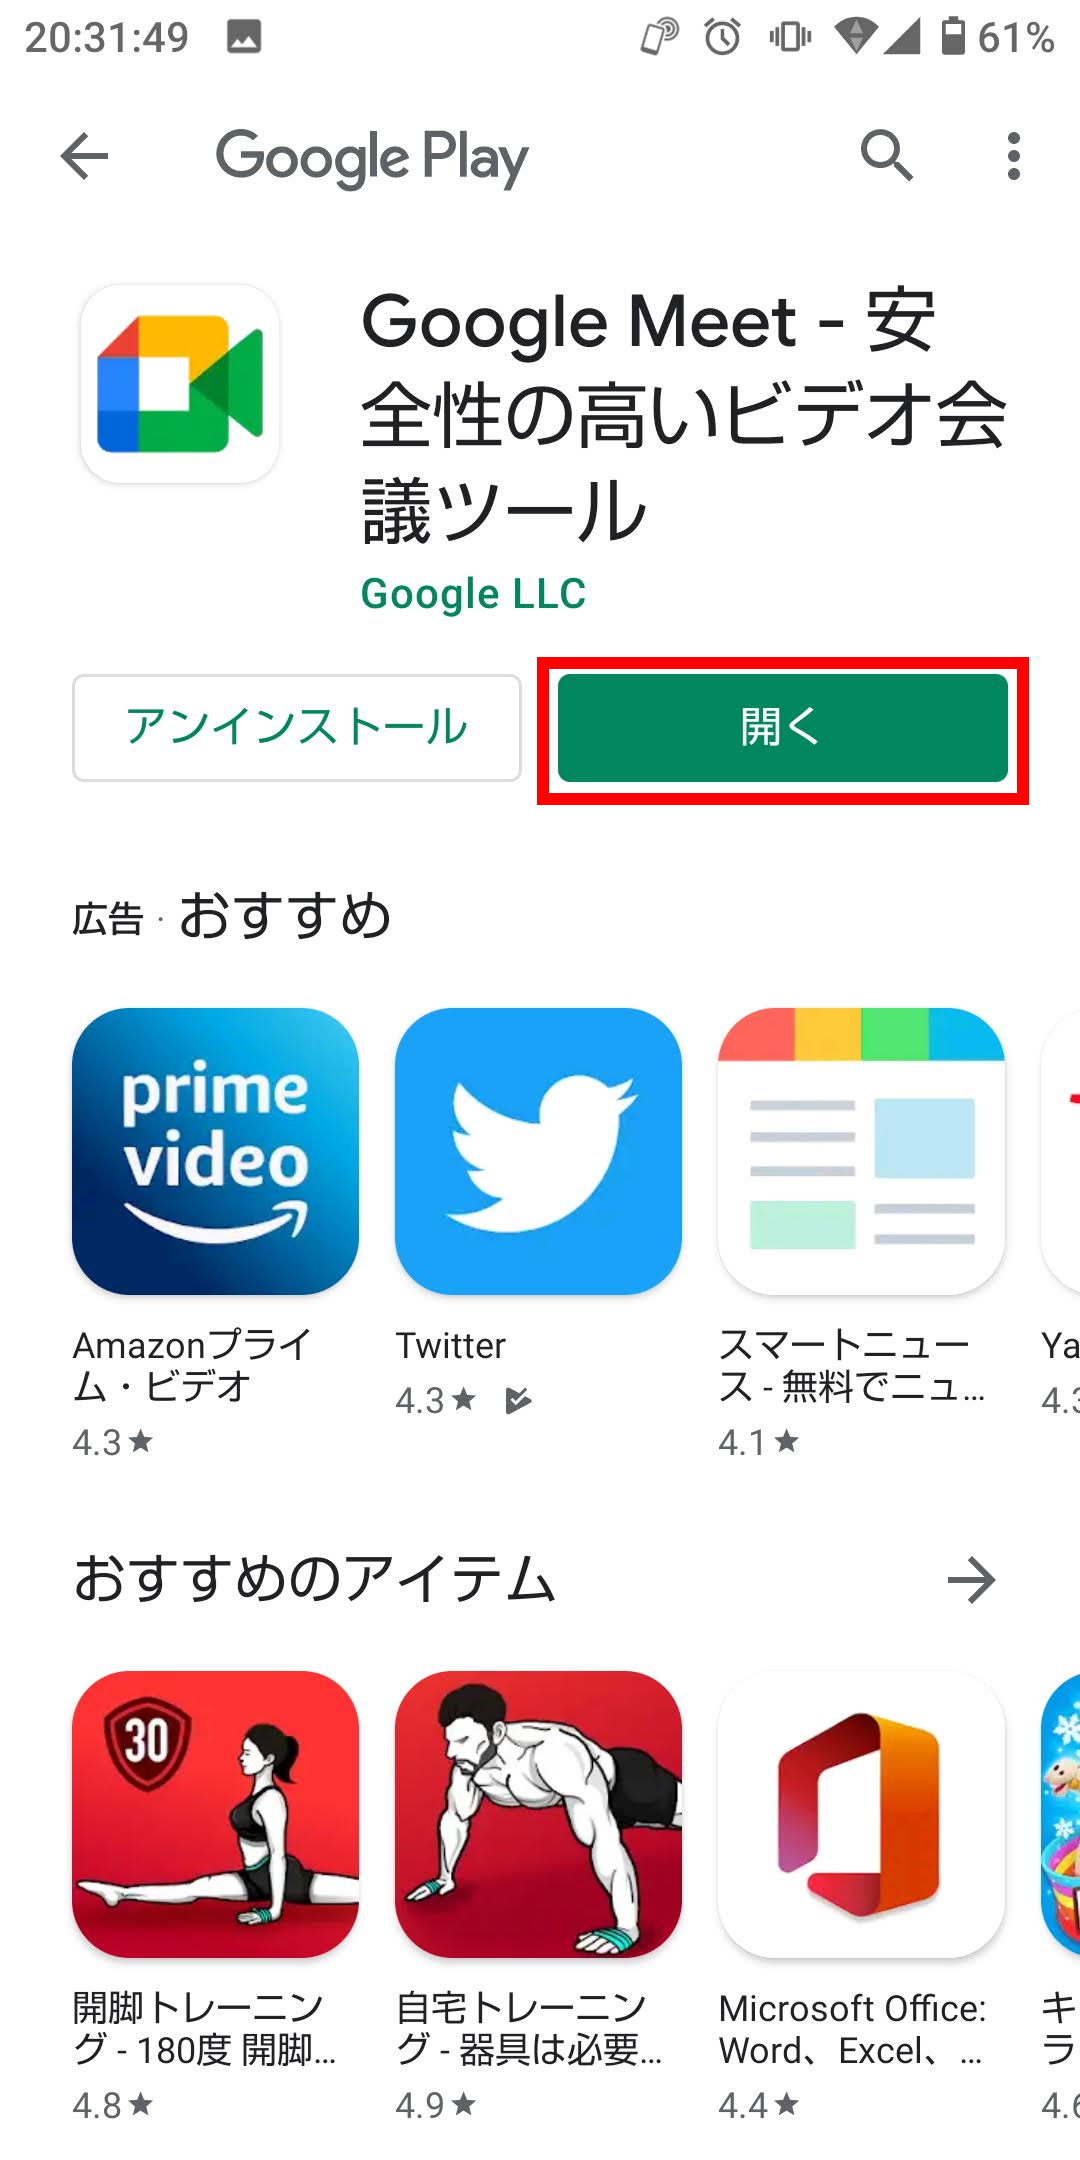 20:31:49 61%
Google Play
Google Meet - 安
全性の高いビデオ会
議ツール
Google LLC
アンインストール 開く
広告 · おすすめ
prime
video
Amazonプライ
ム・ビデオ
4.3★
Twitter
4.3★
スマートニュー
ス - 無料でニュ...
4.1★
Ya
4.3
おすすめのアイテム
30
開脚トレーニン
グ - 180度 開脚...
4.8★
自宅トレーニン
グ - 器具は必要...
4.9★
Microsoft Office:
Word、Excel、...
4.4★
キ
ラ
4.6